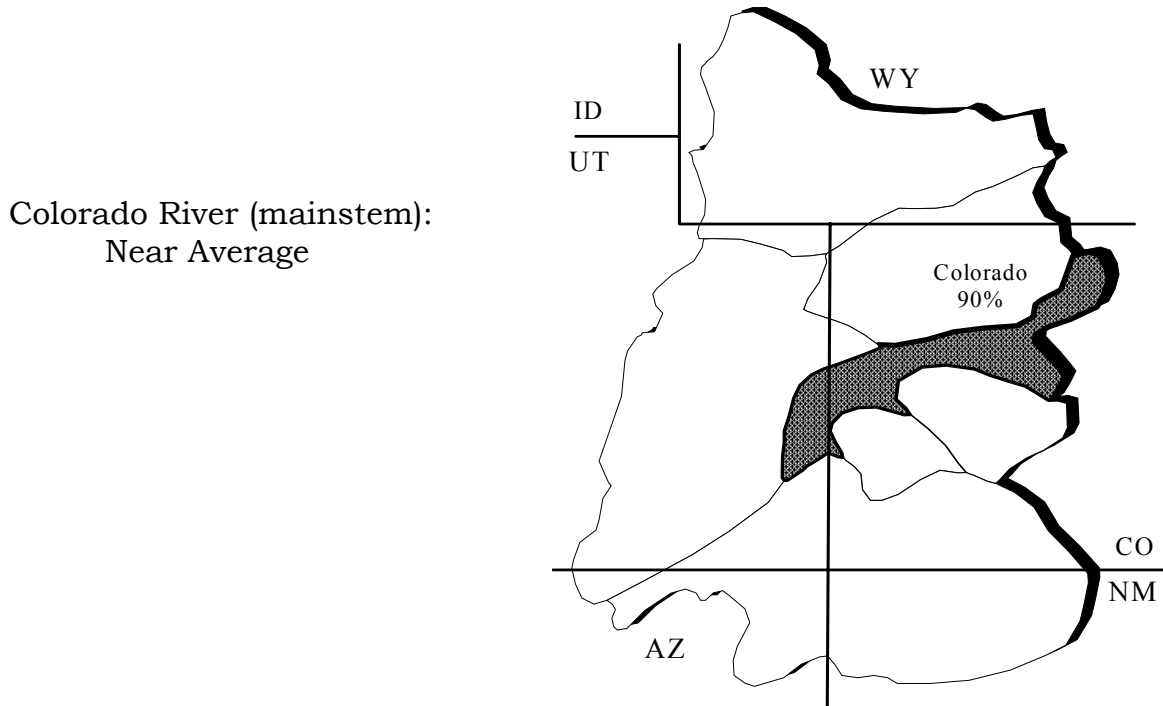 WY
ID
UT
Colorado River (mainstem):
Near Average
Colorado
90%
CO
NM
AZ